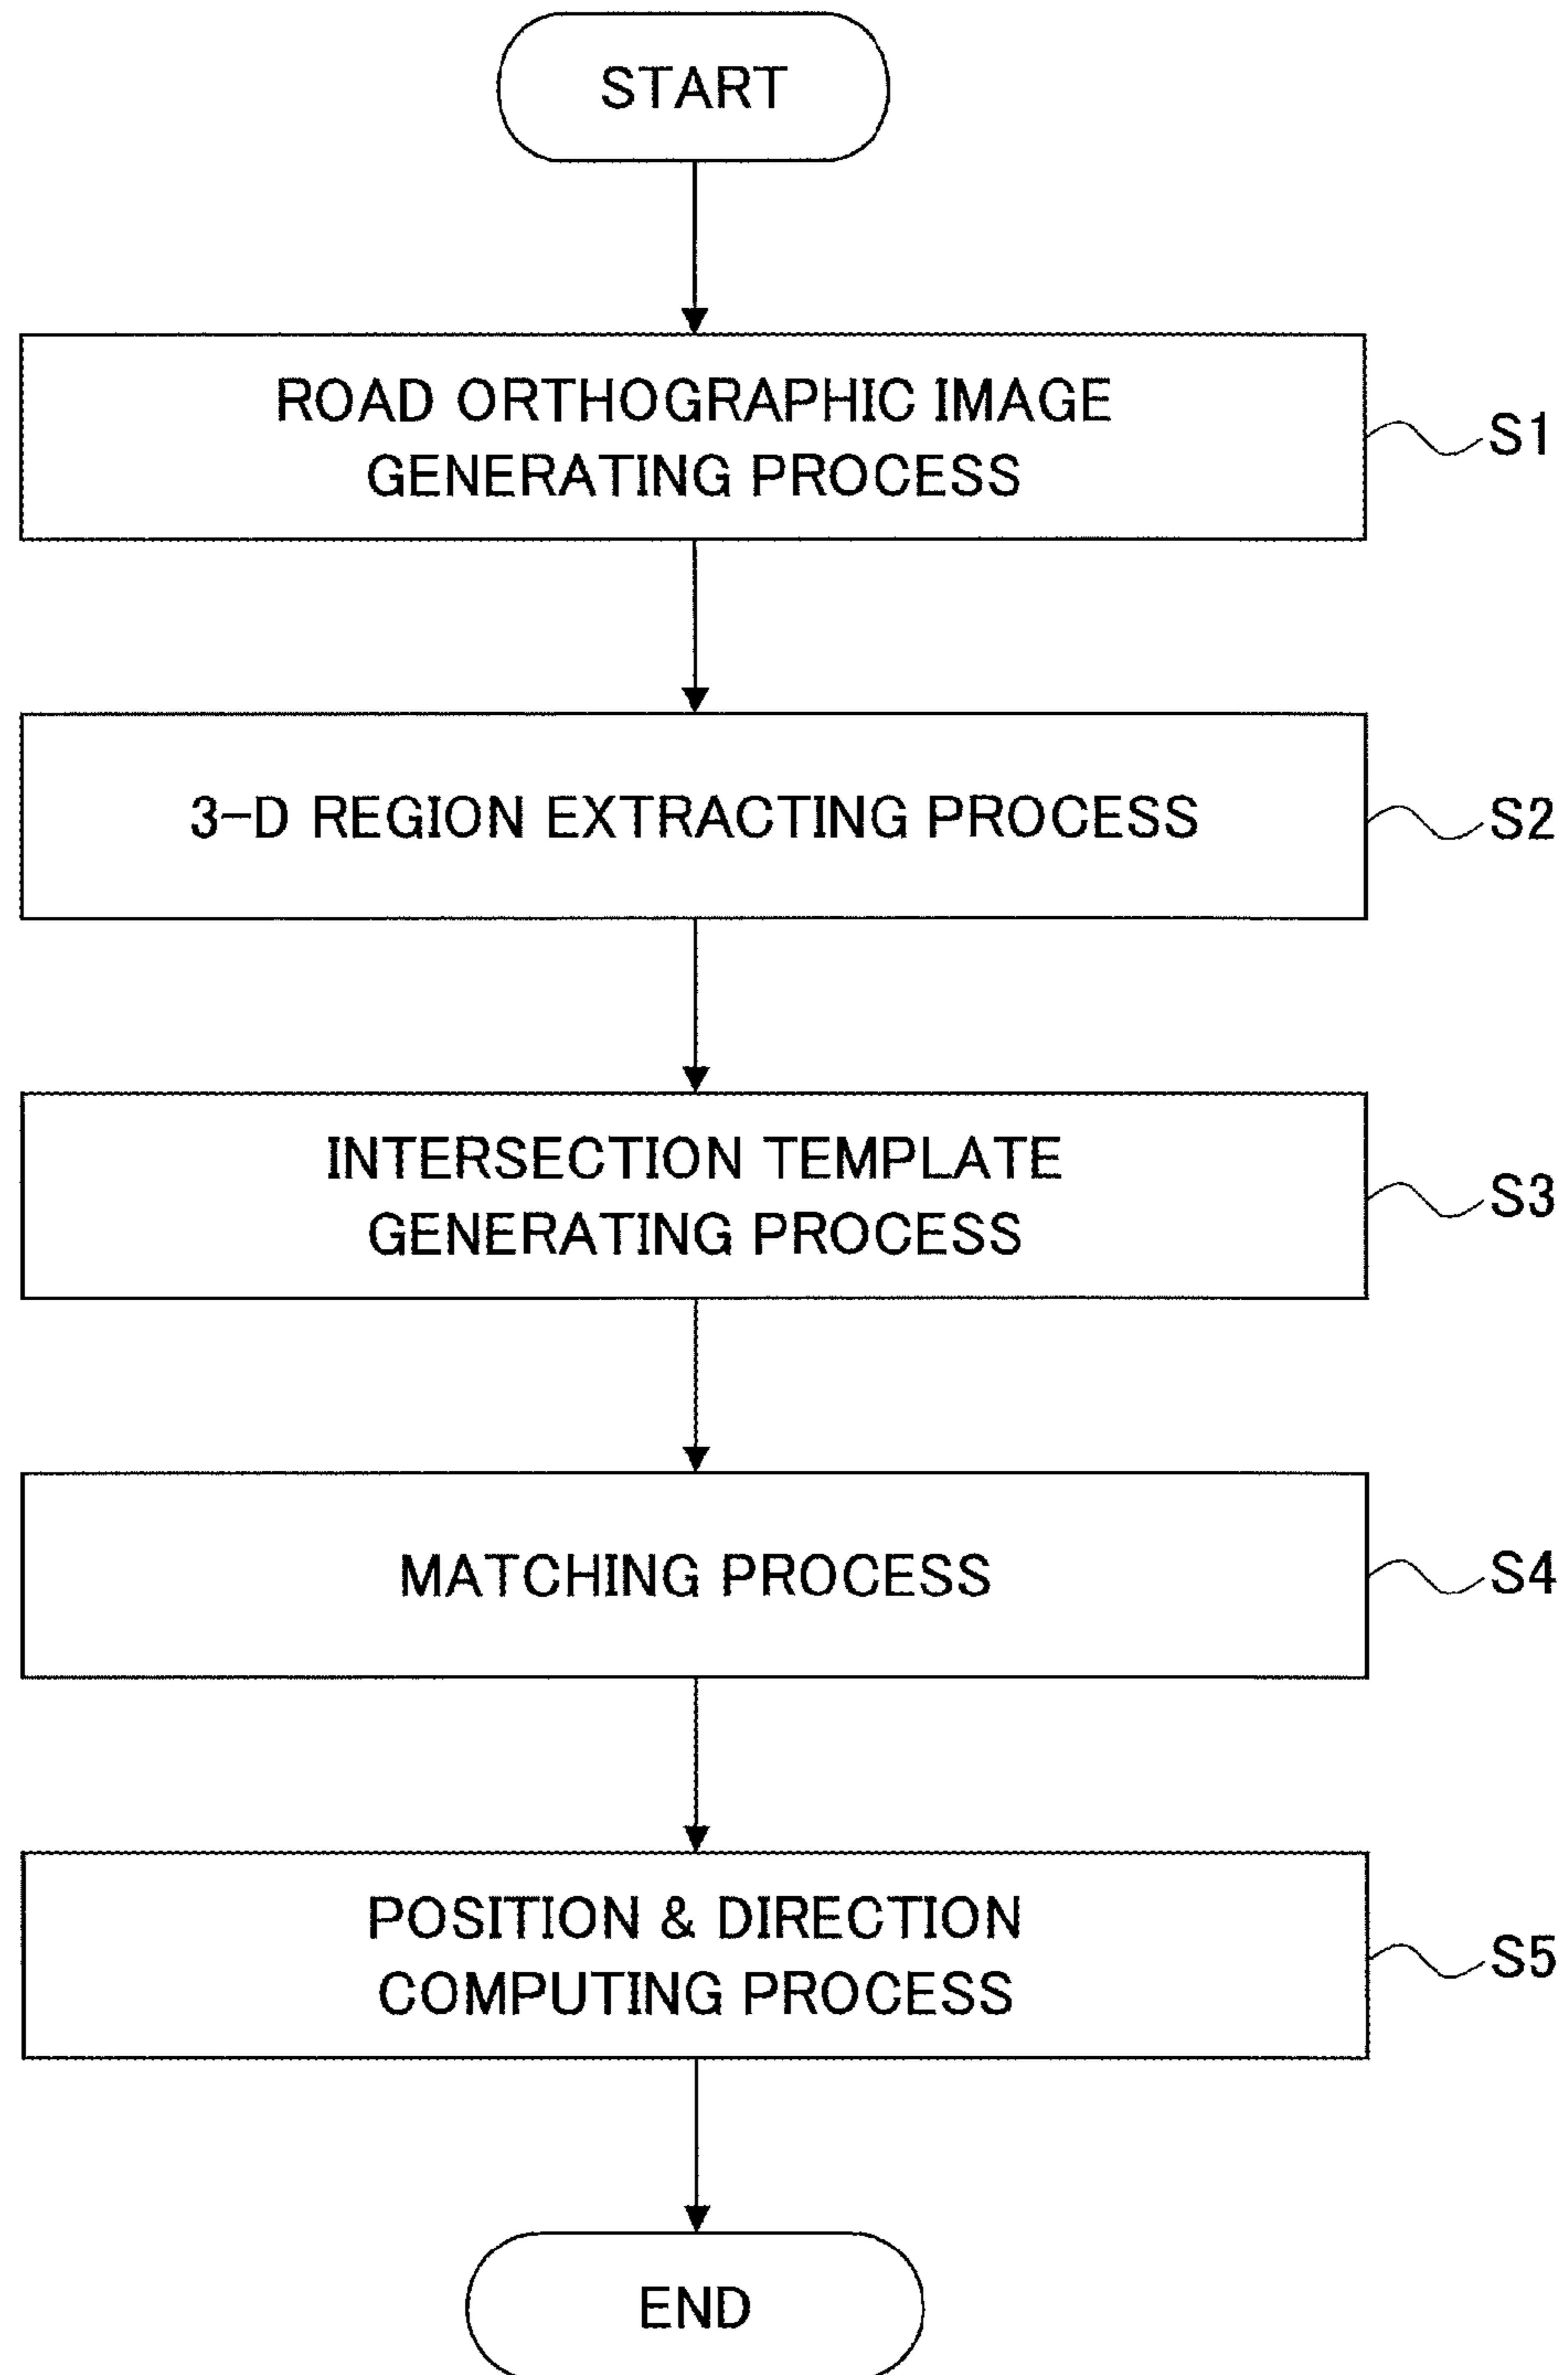 START
ROAD ORTHOGRAPHIC IMAGE
GENERATING PROCESS
S1
3-D REGION EXTRACTING PROCESS
S2
INTERSECTION TEMPLATE
GENERATING PROCESS
S3
MATCHING PROCESS
S4
POSITION & DIRECTION
COMPUTING PROCESS
S5
END